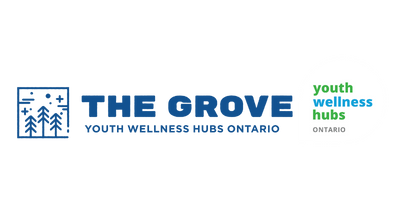 THE GROVE
YOUTH WELLNESS HUBS ONTARIO
youth
wellness
hubs
ONTARIO